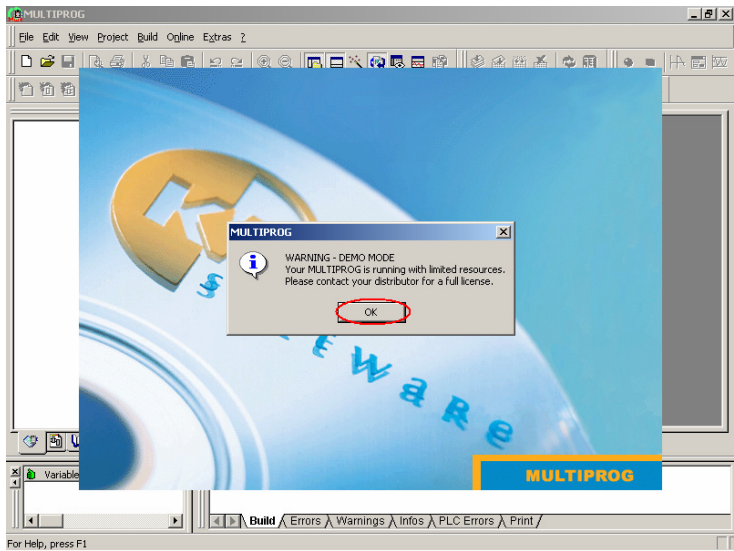 MULTIPROG
File Edit View Project Build Online Extras ?
MULTIPROG
WARNING - DEMO MODE
Your MULTIPROG is running with limited resources.
Please contact your distributor for a full license.
OK
software
MULTIPROG
Variable
Build Errors Warnings Infos PLC Errors Print
For Help, press F1